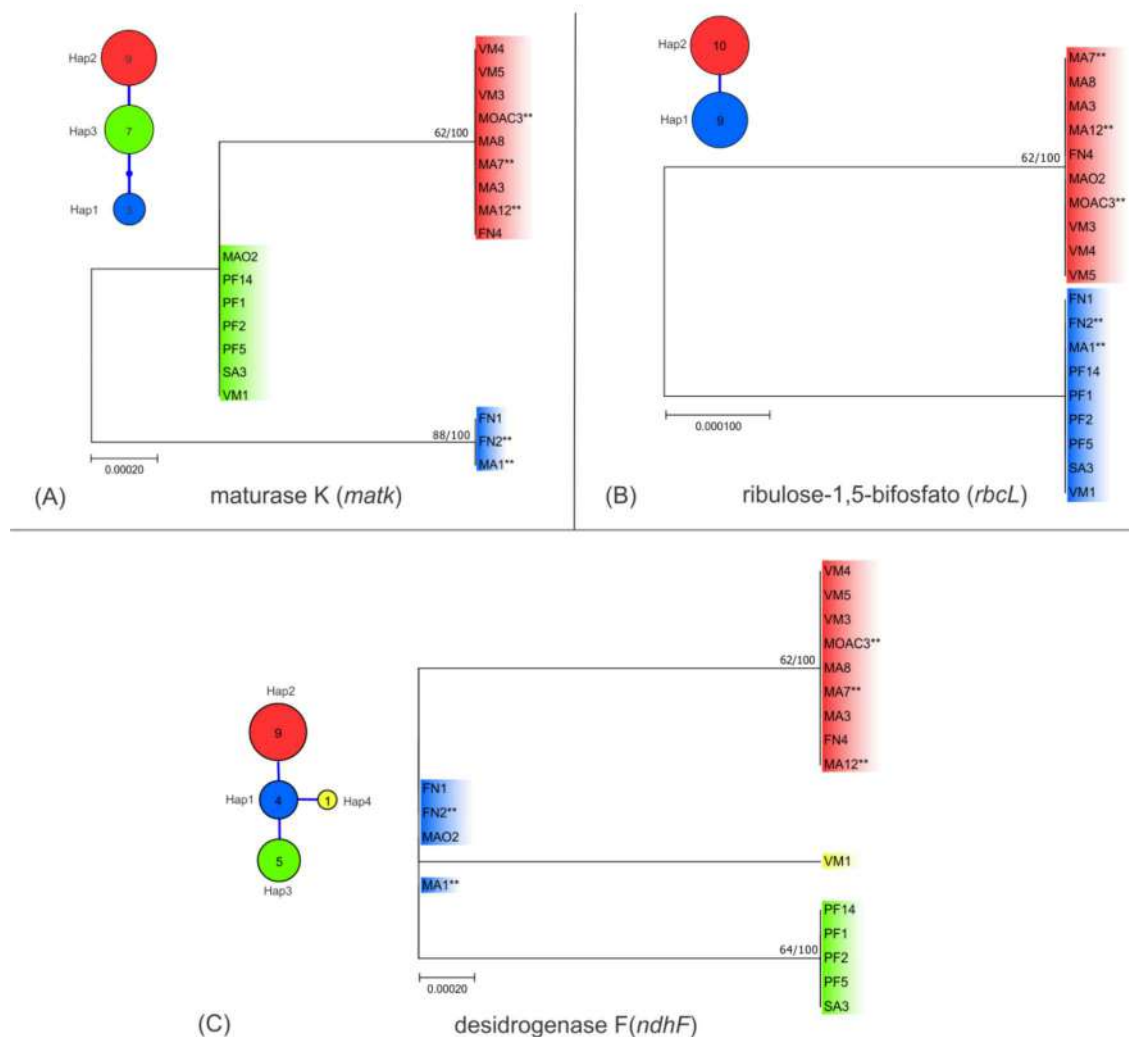 Hap2
9
Hap3
7
Hap1
3
62/100
VM4
VM5
VM3
MOAC3**
MA8
MA7**
MA3
MA12**
FN4
MAO2
PF14
PF1
PF2
PF5
SA3
VM1
88/100
FN1
FN2**
MA1**
0.00020
(A)
maturase K (matk)
Hap2
10
Hap1
9
62/100
MA7**
MA8
MA3
MA12**
FN4
MAO2
MOAC3**
VM3
VM4
VM5
FN1
FN2**
MA1**
PF14
PF1
PF2
PF5
SA3
VM1
0.000100
(B)
ribulose-1,5-bifosfato (rbcL)
Hap2
9
Hap1
4
1
Hap4
5
Hap3
62/100
VM4
VM5
VM3
MOAC3**
MA8
MA7**
MA3
FN4
MA12**
FN1
FN2**
MAO2
VM1
MA1**
64/100
PF14
PF1
PF2
PF5
SA3
0.00020
(C)
desidrogenase F(ndhF)